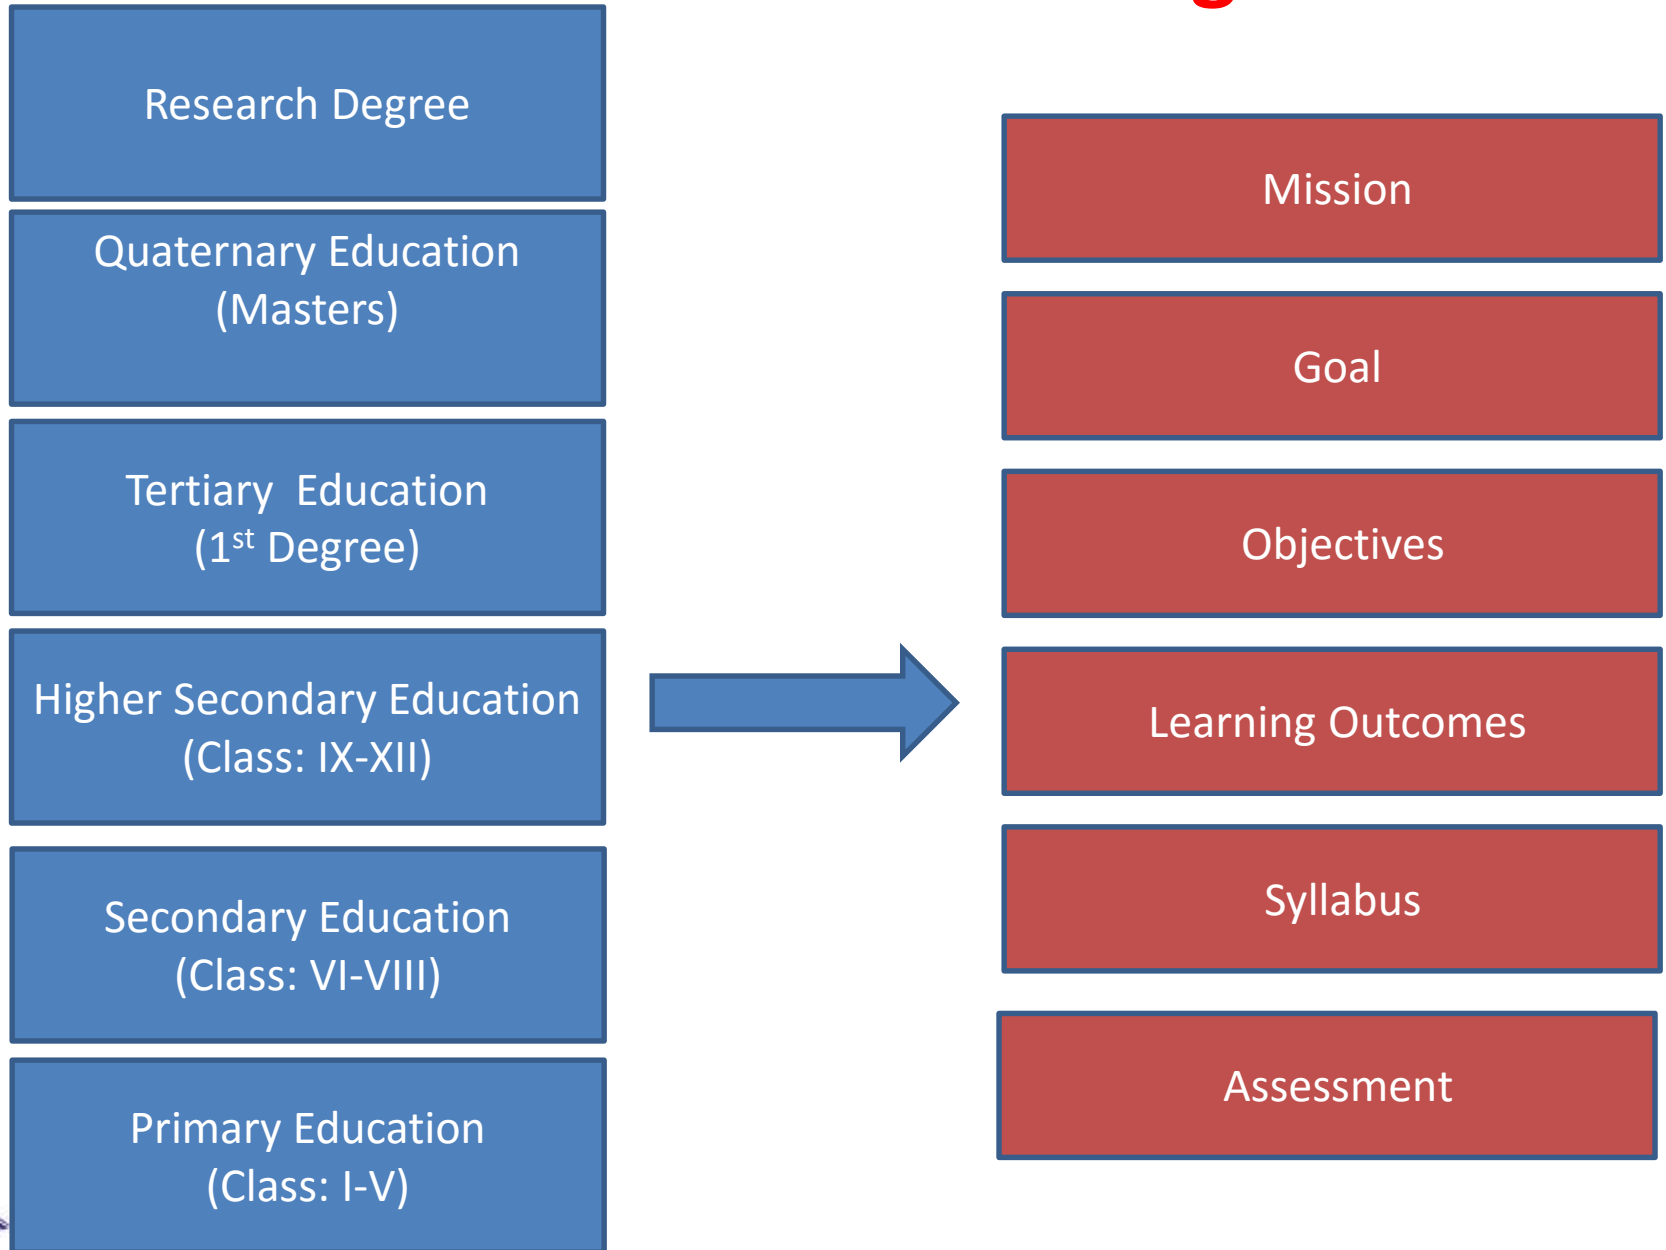 Research Degree
Quaternary Education
(Masters)
Tertiary Education
(1st Degree)
Higher Secondary Education
(Class: IX-XII)
Secondary Education
(Class: VI-VIII)
Primary Education
(Class: I-V)
Mission
Goal
Objectives
Learning Outcomes
Syllabus
Assessment